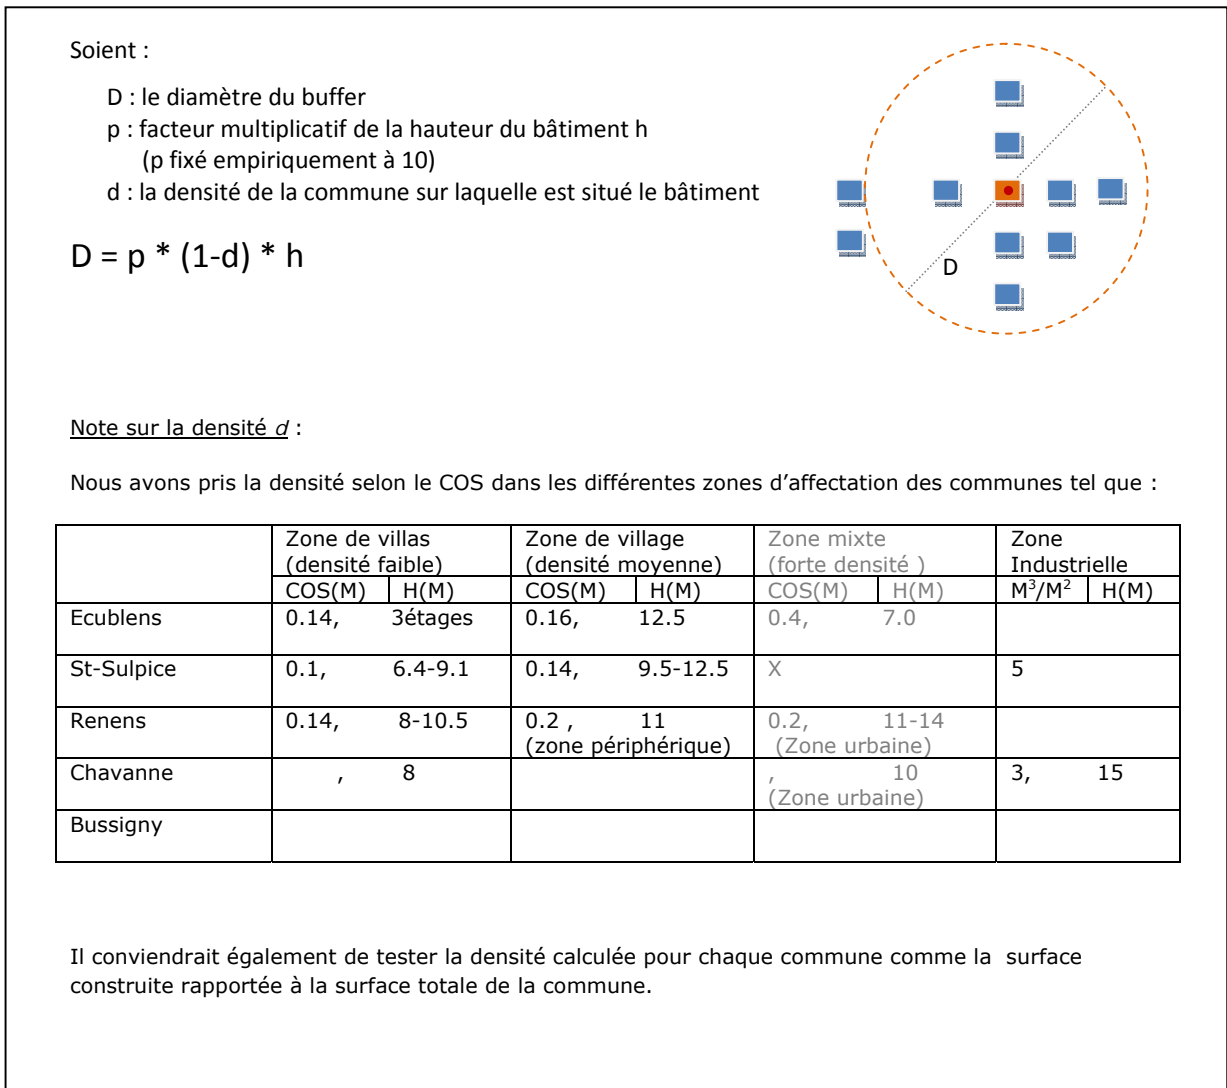 Soient :
D : le diamètre du buffer
p : facteur multiplicatif de la hauteur du bâtiment h
(p fixé empiriquement à 10)
d : la densité de la commune sur laquelle est situé le bâtiment
D = p * (1-d) * h
D
Note sur la densité d :
Nous avons pris la densité selon le COS dans les différentes zones d’affectation des communes tel que :
Zone de villas
(densité faible)
Zone de village
(densité moyenne)
Zone mixte
(forte densité )
Zone
Industrielle
COS(M) H(M) COS(M) H(M) COS(M) H(M) M³/M² H(M)
Ecublens 0.14, 3étages 0.16, 12.5 0.4, 7.0
St-Sulpice 0.1, 6.4-9.1 0.14, 9.5-12.5 X 5
Renens 0.14, 8-10.5 0.2 , 11 0.2, 11-14
(zone périphérique) (Zone urbaine)
Chavanne , 8 , 10 3, 15
(Zone urbaine)
Bussigny
Il conviendrait également de tester la densité calculée pour chaque commune comme la surface
construite rapportée à la surface totale de la commune.